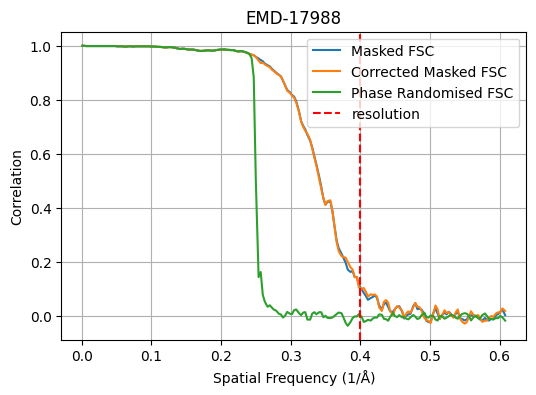 EMD-17988
Masked FSC
Corrected Masked FSC
Phase Randomised FSC
resolution
Correlation
1.0
0.8
0.6
0.4
0.2
0.0
0.0 0.1 0.2 0.3 0.4 0.5 0.6
Spatial Frequency (1/Å)